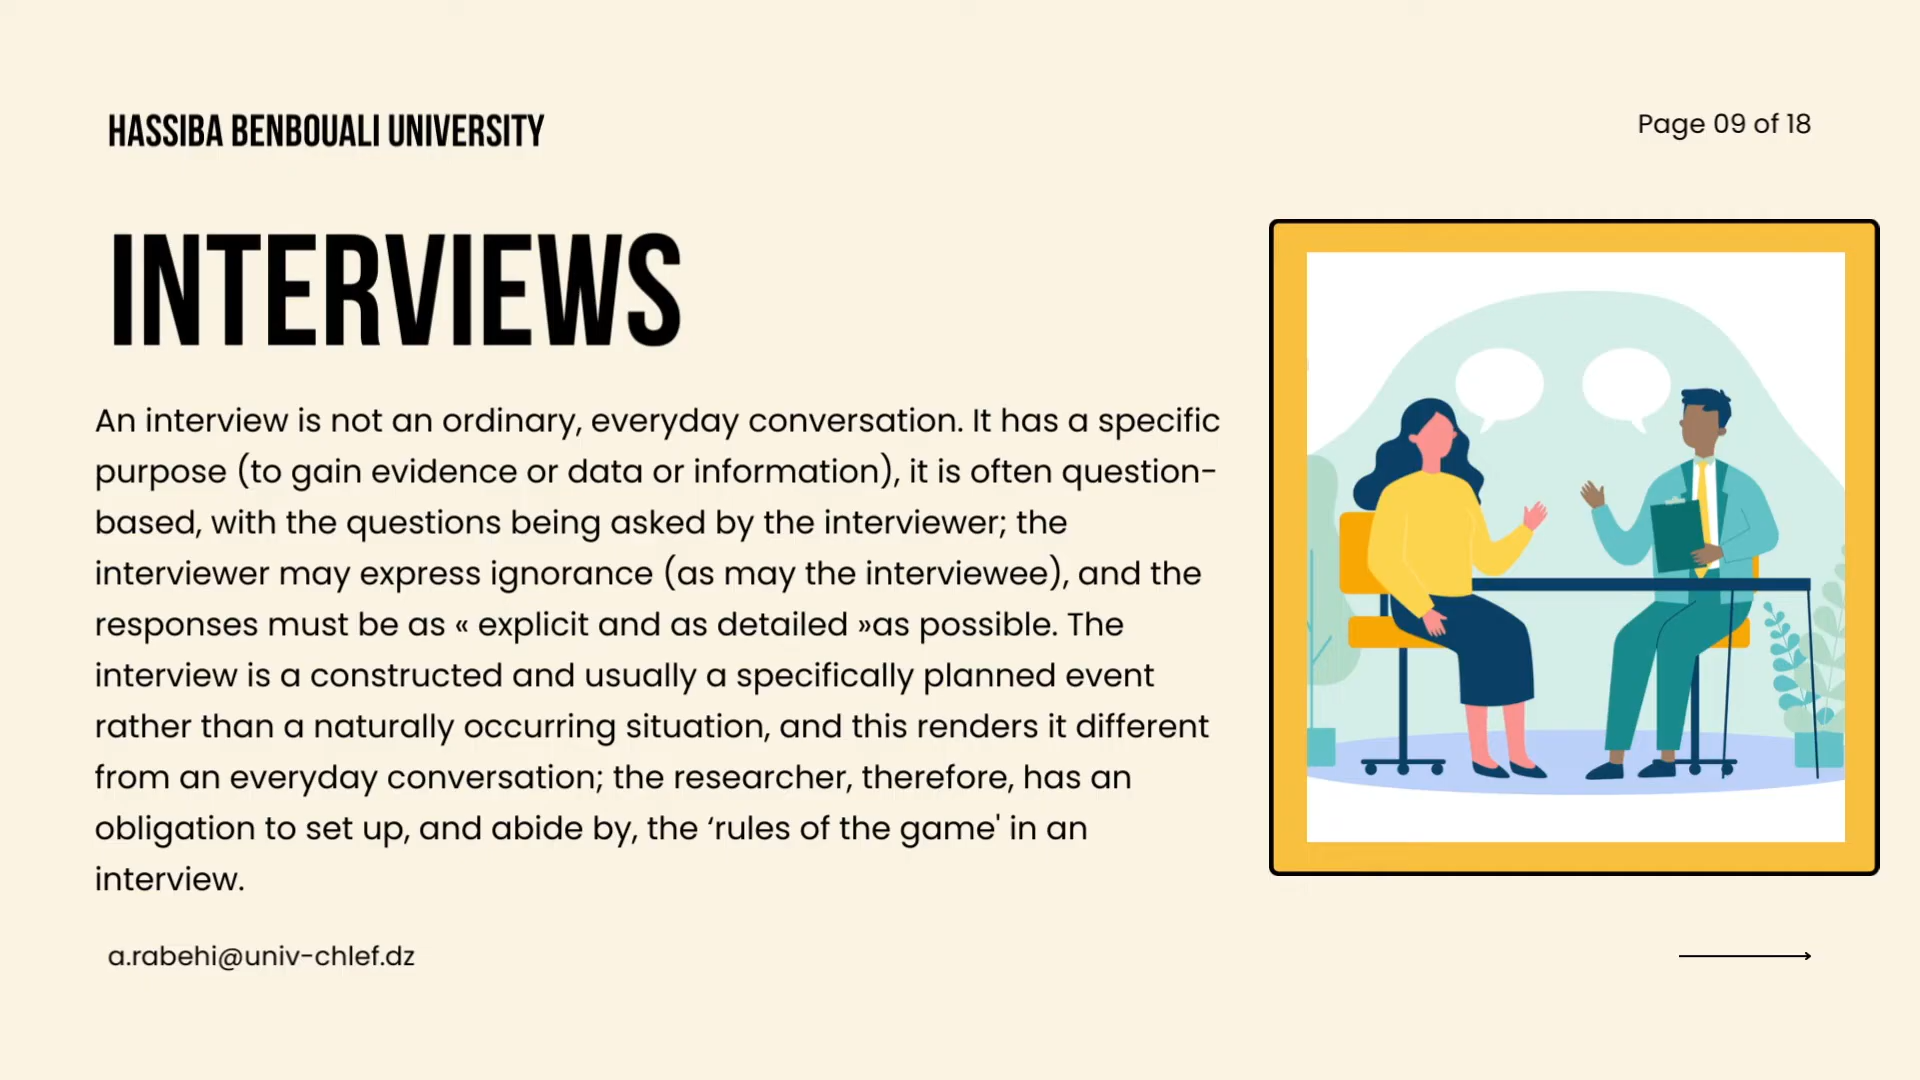 HASSIBA BENBOUALI UNIVERSITY
Page 09 of 18
INTERVIEWS
An interview is not an ordinary, everyday conversation. It has a specific
purpose (to gain evidence or data or information), it is often question-
based, with the questions being asked by the interviewer; the
interviewer may express ignorance (as may the interviewee), and the
responses must be as « explicit and as detailed »as possible. The
interview is a constructed and usually a specifically planned event
rather than a naturally occurring situation, and this renders it different
from an everyday conversation; the researcher, therefore, has an
obligation to set up, and abide by, the ‘rules of the game' in an
interview.
a.rabehi@univ-chlef.dz